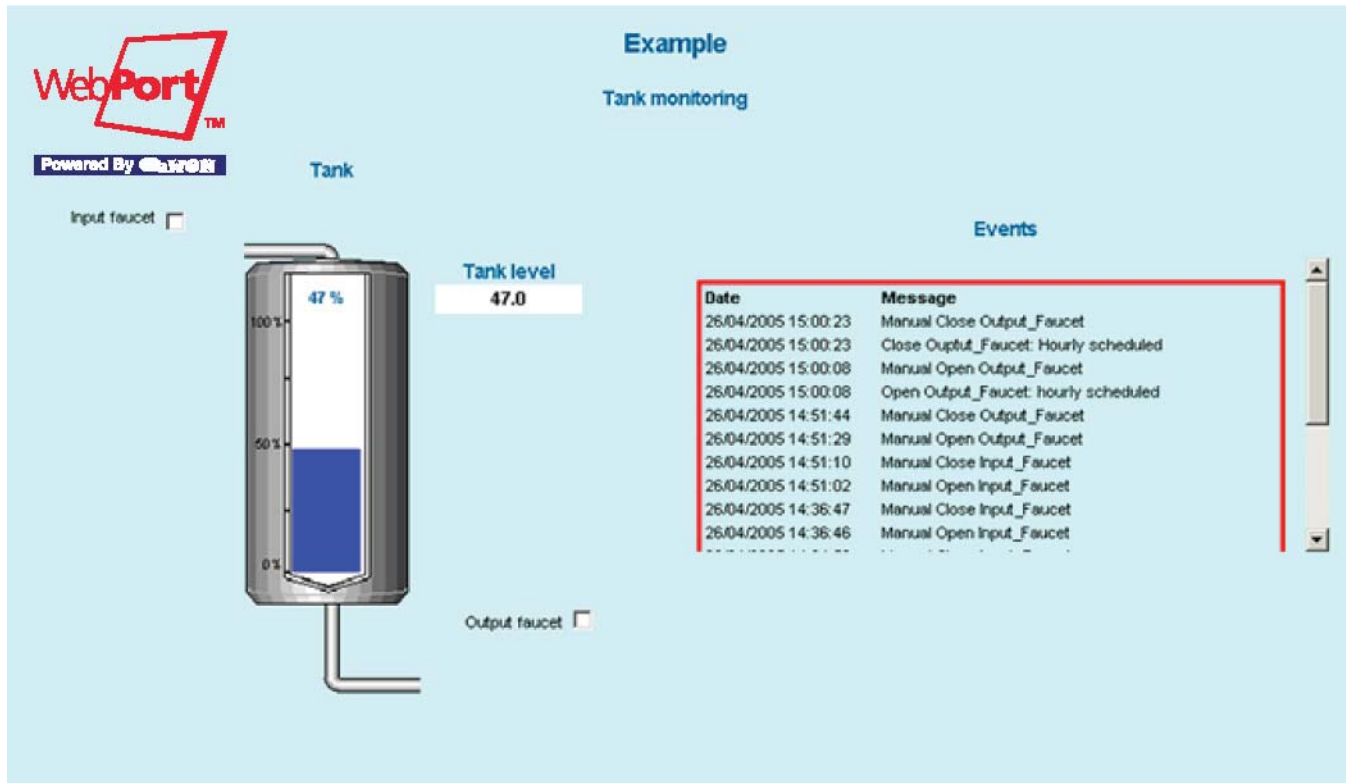 Example
Tank monitoring
WebPort
TM
Powered By
Tank
Input faucet
Events
Tank level
47.0
47 %
100 %
50 %
0 %
Date Message
26/04/2005 15:00:23 Manual Close Output_Faucet
26/04/2005 15:00:23 Close Ouptut_Faucet: Hourly scheduled
26/04/2005 15:00:08 Manual Open Output_Faucet
26/04/2005 15:00:08 Open Output_Faucet: hourly scheduled
26/04/2005 14:51:44 Manual Close Output_Faucet
26/04/2005 14:51:29 Manual Open Output_Faucet
26/04/2005 14:51:10 Manual Close Input_Faucet
26/04/2005 14:51:02 Manual Open Input_Faucet
26/04/2005 14:36:47 Manual Close Input_Faucet
26/04/2005 14:36:46 Manual Open Input_Faucet
Output faucet